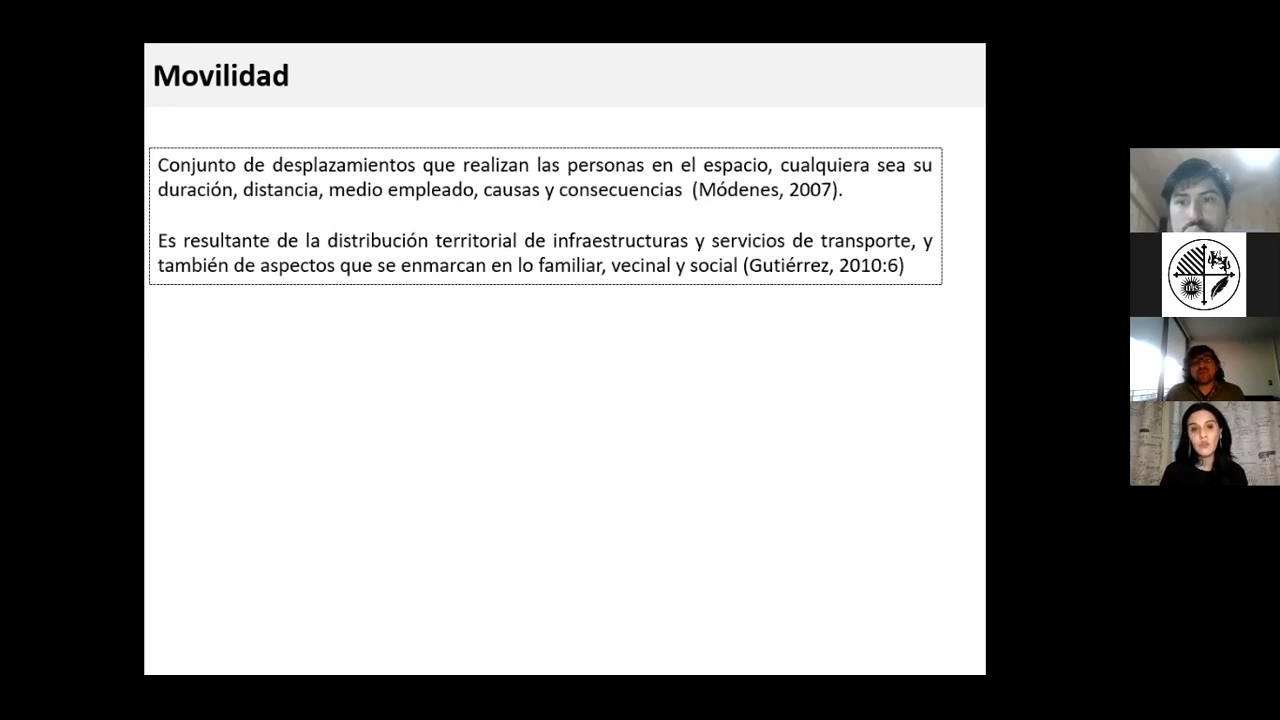 Movilidad
Conjunto de desplazamientos que realizan las personas en el espacio, cualquiera sea su
duración, distancia, medio empleado, causas y consecuencias (Módenes, 2007).
Es resultante de la distribución territorial de infraestructuras y servicios de transporte, y
también de aspectos que se enmarcan en lo familiar, vecinal y social (Gutiérrez, 2010:6)